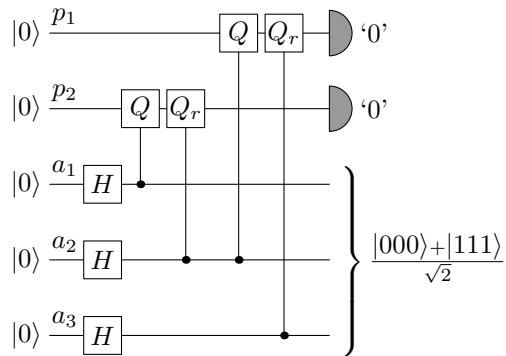 |0⟩ p₁ Q Qᵣ ‘0’
|0⟩ p₂ Q Qᵣ ‘0’
|0⟩ a₁ H
|0⟩ a₂ H |000⟩+|111⟩
√2
|0⟩ a₃ H